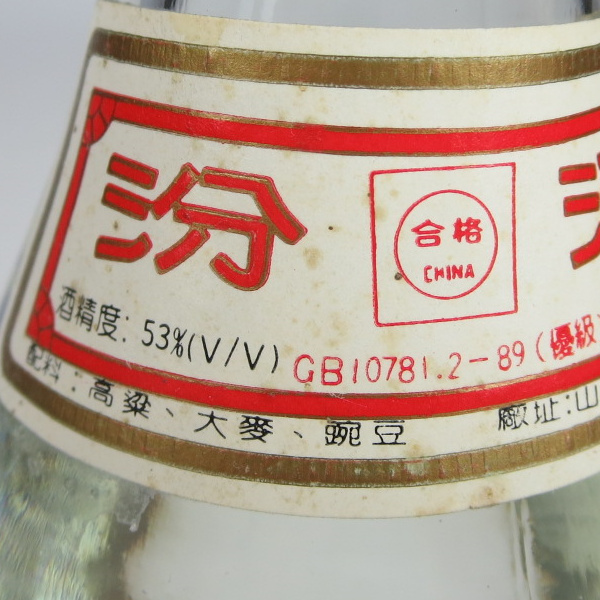 汾
合格
CHINA
酒精度: 53%(V/V) GB10781.2-89(優級)
配料:高粱、大麥、豌豆 廠址:山